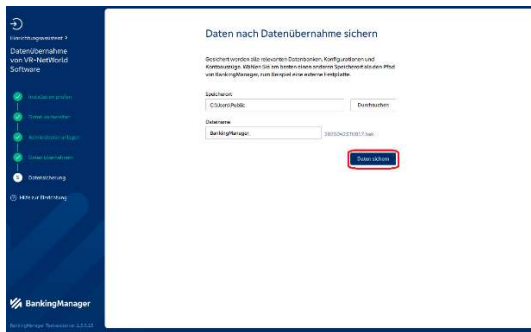 Einrichtungsassistent
Datenübernahme
von VR-NetWorld
Software
Installation prüfen
Daten vorbereiten
Daten übernehmen
5 Datensicherung
Hilfe zur Einrichtung
BankingManager
Daten nach Datenübernahme sichern
Gesichert werden alle relevanten Datenbanken, Konfigurationen und
Kontoauszüge. Wählen Sie am besten einen anderen Speicherort als den Pfad
von BankingManager, zum Beispiel eine externe Festplatte.
Speicherort
C:\Users\Public
Durchsuchen
Dateiname
BankingManager
Daten sichern